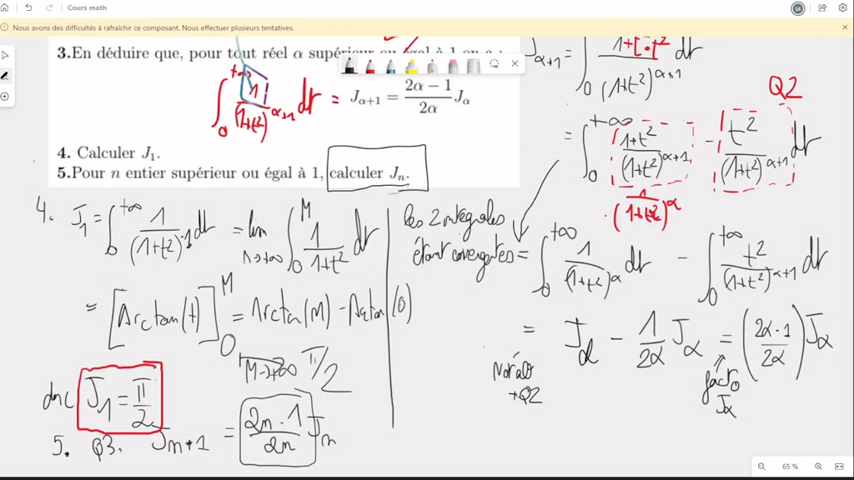 Cours math
Nous avons des difficultés à rafraîchir ce composant. Nous effectuer plusieurs tentatives.
3.En déduire que, pour tout réel α supérieur ou égal à 1 on a :
∫₀^+∞ 1/(1+t²)^α+1 dt = J_α+1 = (2α − 1)/(2α) J_α
4. Calculer J₁.
5.Pour n entier supérieur ou égal à 1, calculer Jₙ.
4. J₁ = ∫₀^+∞ 1/(1+t²)^1 dt = lim M→+∞ ∫₀^M 1/(1+t²) dt
= [Arctan(t)]₀^M = Arctan(M) - Arctan(0)
M→+∞ π/2
donc J₁ = π/2
5. Q3. J_n+1 = (2n - 1)/(2n) J_n
J_α+1 = ∫₀ (1+t²-t²)/(1+t²)^α+1 dt
Q2
= ∫₀^+∞ (1+t²)/(1+t²)^α+1 - t²/(1+t²)^α+1 dt
1/(1+t²)^α
les 2 intégales
étant convergentes = ∫₀^+∞ 1/(1+t²)^α dt - ∫₀^+∞ t²/(1+t²)^α+1 dt
= J_α - 1/(2α) J_α = ((2α-1)/(2α)) J_α
+Q2
facto
J_α
65 %